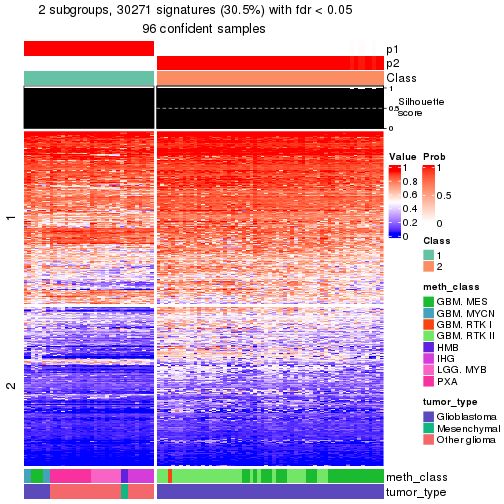 2 subgroups, 30271 signatures (30.5%) with fdr < 0.05
96 confident samples
p1
p2
Class
1
0.5
0
Silhouette
score
1
2
Value
1
0.8
0.6
0.4
0.2
0
Prob
1
0.5
0
Class
1
2
meth_class
GBM. MES
GBM. MYCN
GBM. RTK I
GBM. RTK II
HMB
IHG
LGG. MYB
PXA
tumor_type
Glioblastoma
Mesenchymal
Other glioma
meth_class
tumor_type